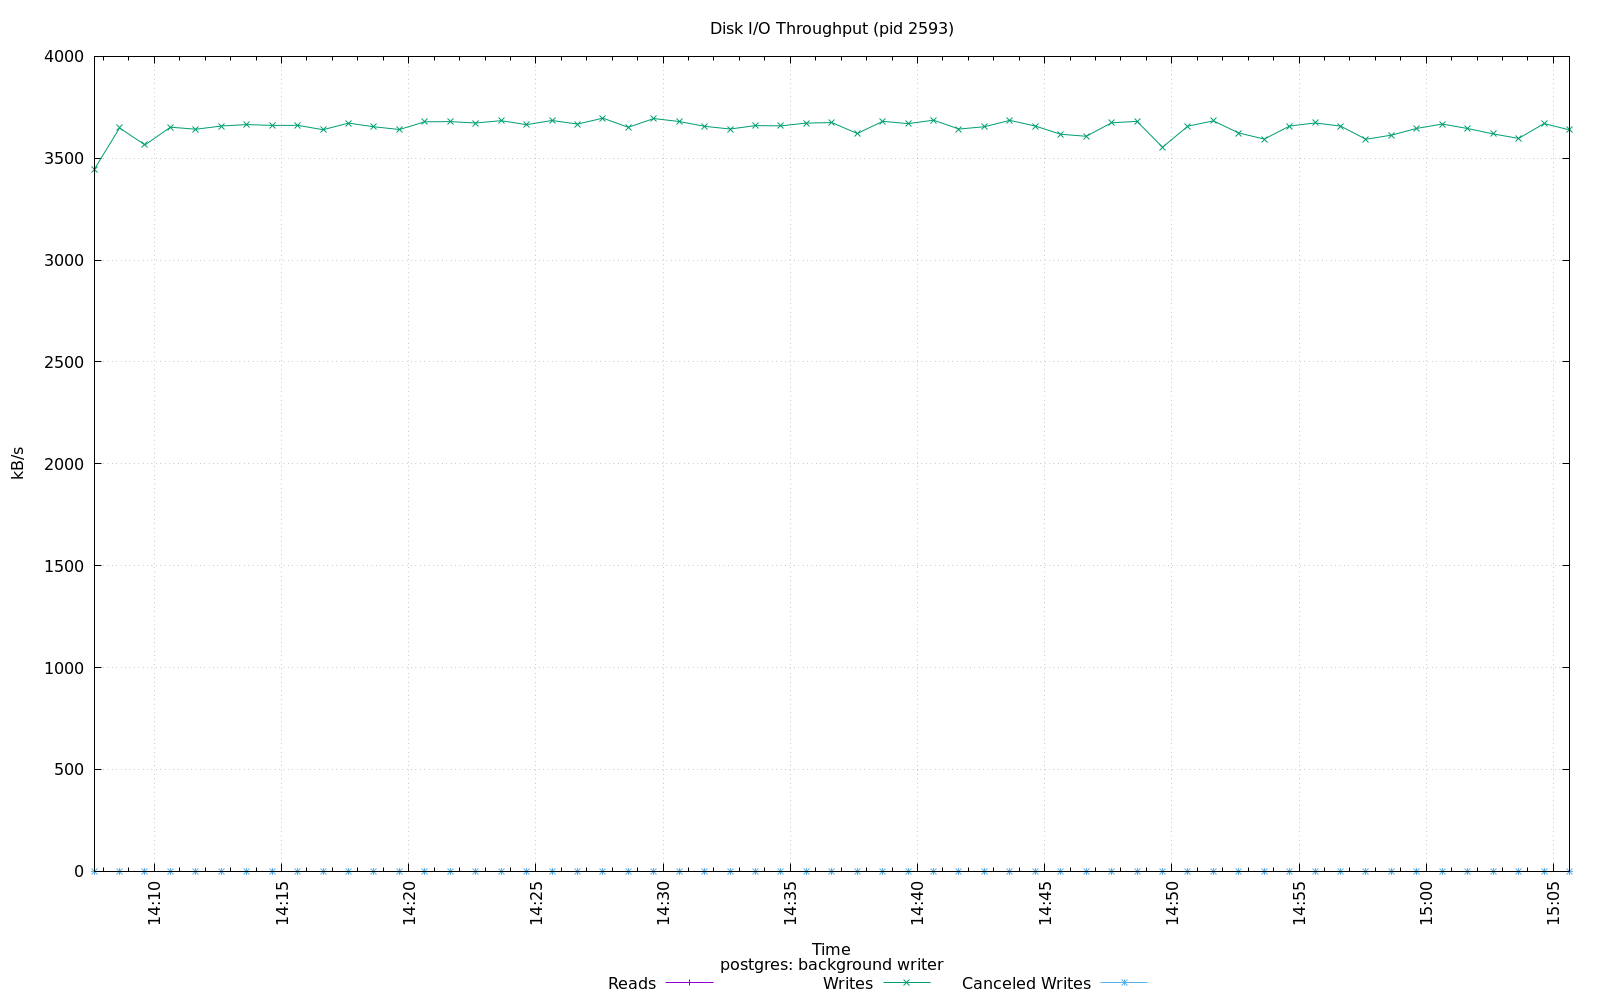 Disk I/O Throughput (pid 2593)
4000
3500
3000
2500
2000
1500
1000
500
0
kB/s
14:10 14:15 14:20 14:25 14:30 14:35 14:40 14:45 14:50 14:55 15:00 15:05
Time
postgres: background writer
Reads Writes Canceled Writes